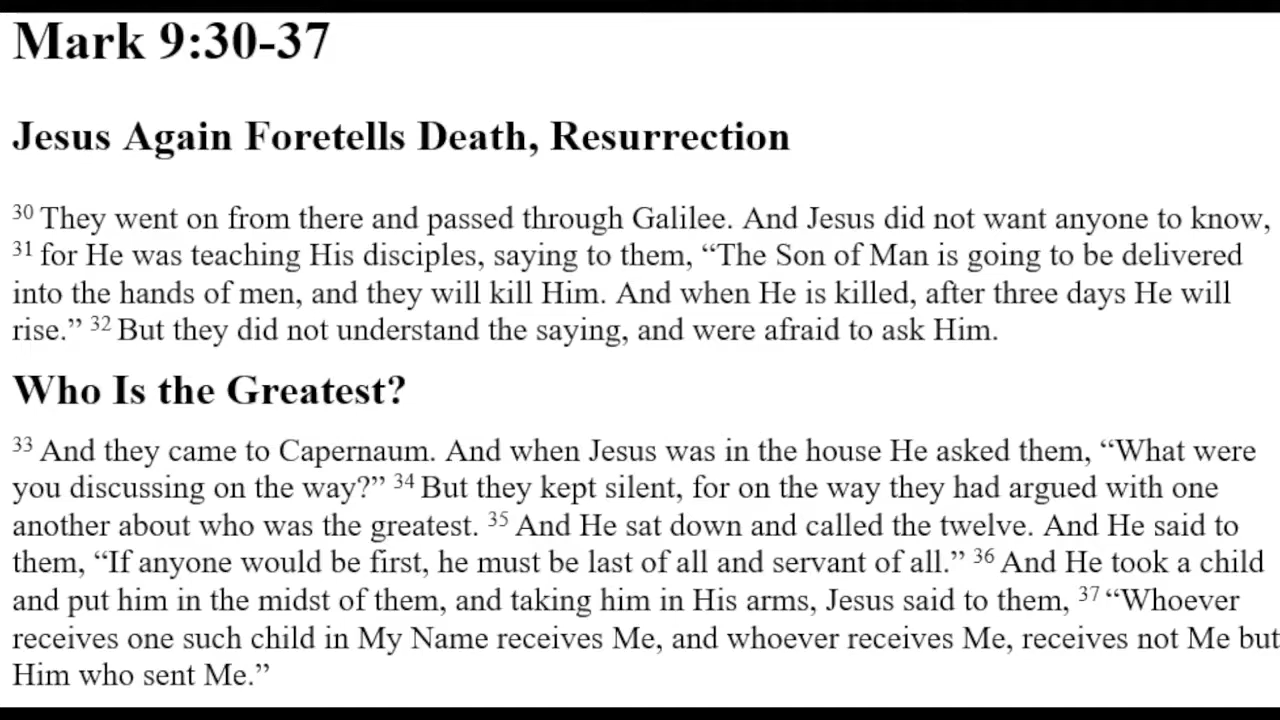 Mark 9:30-37
Jesus Again Foretells Death, Resurrection
30 They went on from there and passed through Galilee. And Jesus did not want anyone to know,
31 for He was teaching His disciples, saying to them, “The Son of Man is going to be delivered
into the hands of men, and they will kill Him. And when He is killed, after three days He will
rise.” 32 But they did not understand the saying, and were afraid to ask Him.
Who Is the Greatest?
33 And they came to Capernaum. And when Jesus was in the house He asked them, “What were
you discussing on the way?” 34 But they kept silent, for on the way they had argued with one
another about who was the greatest. 35 And He sat down and called the twelve. And He said to
them, “If anyone would be first, he must be last of all and servant of all.” 36 And He took a child
and put him in the midst of them, and taking him in His arms, Jesus said to them, 37 “Whoever
receives one such child in My Name receives Me, and whoever receives Me, receives not Me but
Him who sent Me.”